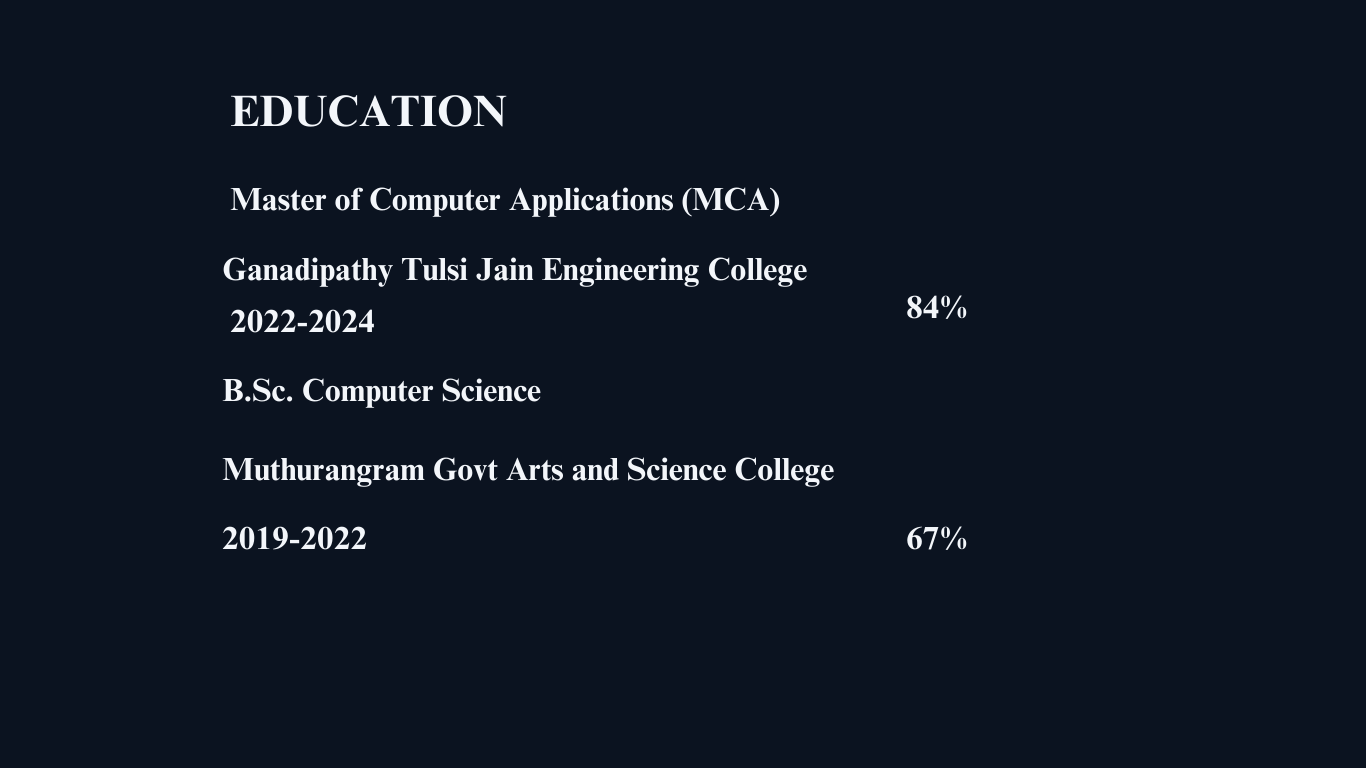 EDUCATION
Master of Computer Applications (MCA)
Ganadipathy Tulsi Jain Engineering College
84%
2022-2024
B.Sc. Computer Science
Muthurangram Govt Arts and Science College
2019-2022 67%